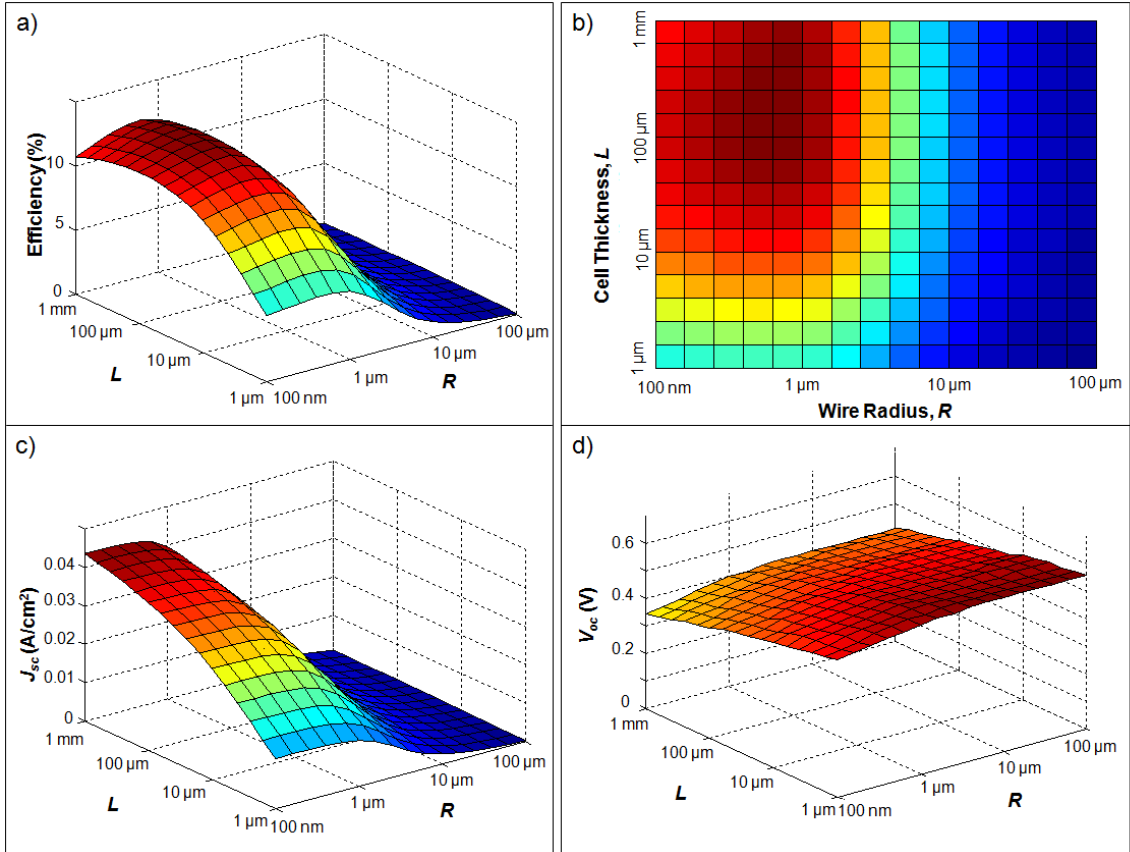 a)
Efficiency (%)
10
5
0
1 mm
100 µm
10 µm
1 µm
L
100 nm
1 µm
10 µm
100 µm
R
b)
Cell Thickness, L
1 mm
100 µm
10 µm
1 µm
100 nm
1 µm
10 µm
100 µm
Wire Radius, R
c)
Jsc (A/cm²)
0.04
0.03
0.02
0.01
0
1 mm
100 µm
10 µm
1 µm
L
100 nm
1 µm
10 µm
100 µm
R
d)
Voc (V)
0.6
0.4
0.2
0
1 mm
100 µm
10 µm
1 µm
L
100 nm
1 µm
10 µm
100 µm
R